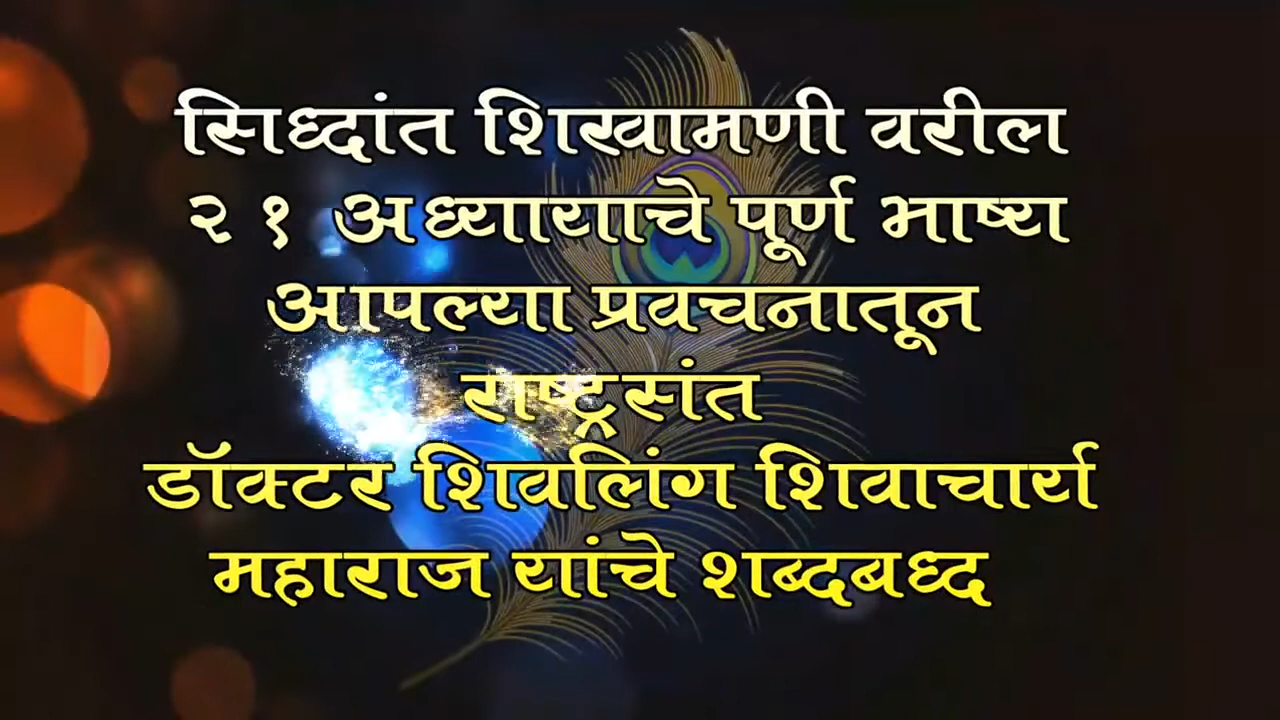 सिध्दांत शिखामणी वरील
२१ अध्यायाचे पूर्ण भाष्य
आपल्या प्रवचनातून
राष्ट्रसंत
डॉक्टर शिवलिंग शिवाचार्य
महाराज यांचे शब्दबध्द